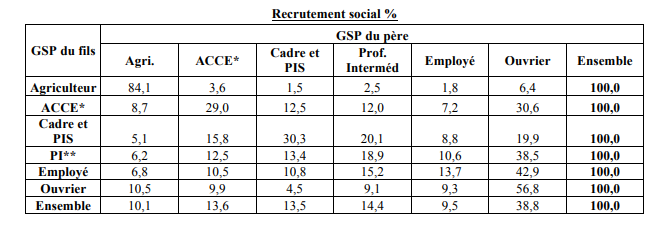 Recrutement social %
GSP du fils GSP du père
Agri. ACCE* Cadre et PIS Prof. Interméd Employé Ouvrier Ensemble
Agriculteur 84,1 3,6 1,5 2,5 1,8 6,4 100,0
ACCE* 8,7 29,0 12,5 12,0 7,2 30,6 100,0
Cadre et PIS 5,1 15,8 30,3 20,1 8,8 19,9 100,0
PI** 6,2 12,5 13,4 18,9 10,6 38,5 100,0
Employé 6,8 10,5 10,8 15,2 13,7 42,9 100,0
Ouvrier 10,5 9,9 4,5 9,1 9,3 56,8 100,0
Ensemble 10,1 13,6 13,5 14,4 9,5 38,8 100,0